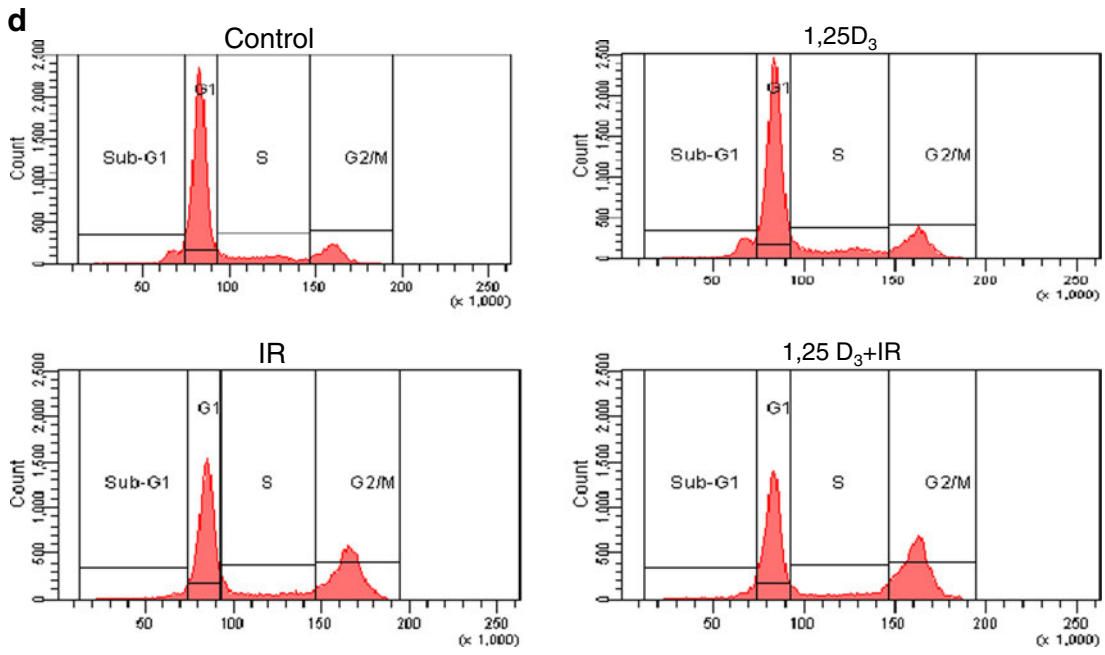 d
Control
1,25D₃
2,500
2,000
1,500
1,000
500
0
Count
Sub-G1
G1
S
G2/M
50
100
150
200
250
(x 1,000)
2,500
2,000
1,500
1,000
500
0
Count
Sub-G1
G1
S
G2/M
50
100
150
200
250
(x 1,000)
IR
1,25 D₃+IR
2,500
2,000
1,500
1,000
500
0
Count
Sub-G1
G1
S
G2/M
50
100
150
200
250
(x 1,000)
2,500
2,000
1,500
1,000
500
0
Count
Sub-G1
G1
S
G2/M
50
100
150
200
250
(x 1,000)